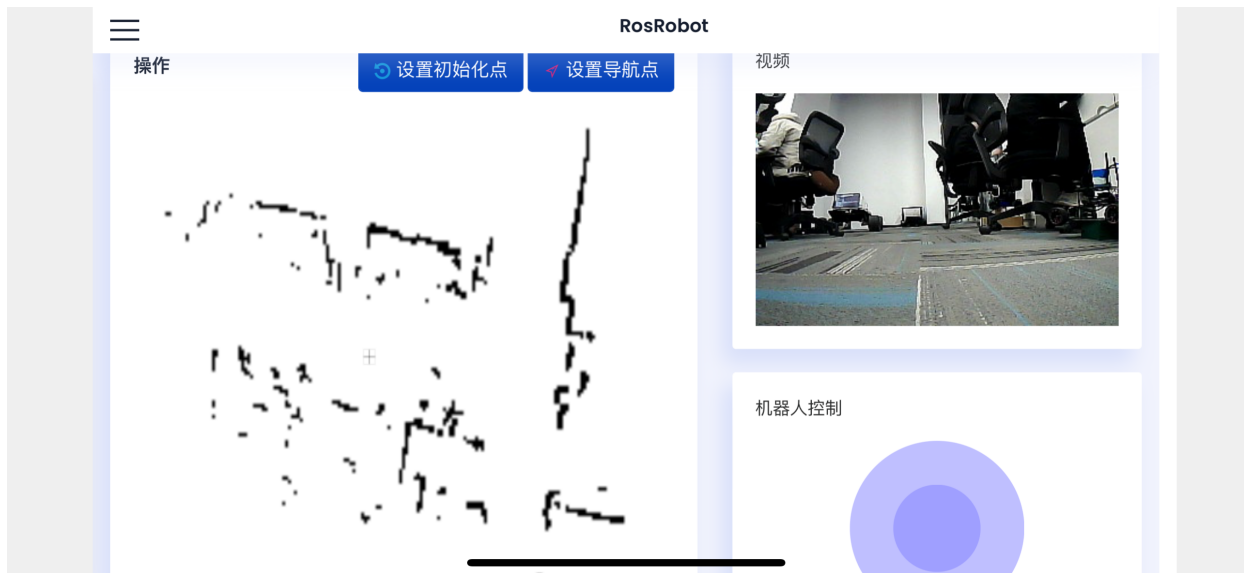 RosRobot
操作
设置初始化点
设置导航点
视频
机器人控制